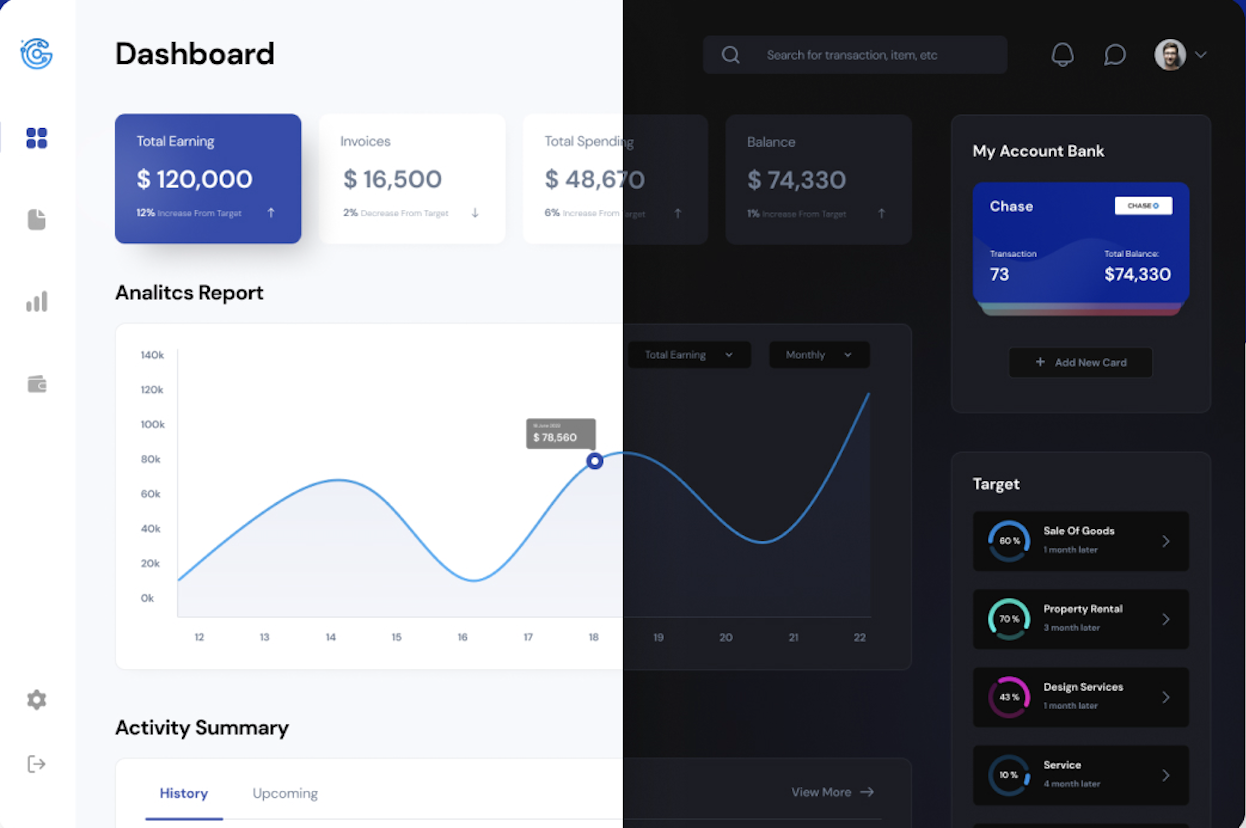 Dashboard
Search for transaction, item, etc
Total Earning
$ 120,000
12% Increase From Target
Invoices
$ 16,500
2% Decrease From Target
Total Spending
$ 48,670
6% Increase From Target
Balance
$ 74,330
1% Increase From Target
My Account Bank
Chase
CHASE
Transaction
73
Total Balance:
$74,330
+ Add New Card
Analitcs Report
Total Earning
Monthly
140k
120k
100k
80k
60k
40k
20k
0k
$ 78,560
12 13 14 15 16 17 18 19 20 21 22
Target
60 %
Sale Of Goods
1 month later
70 %
Property Rental
3 month later
43 %
Design Services
1 month later
10 %
Service
4 month later
Activity Summary
History
Upcoming
View More